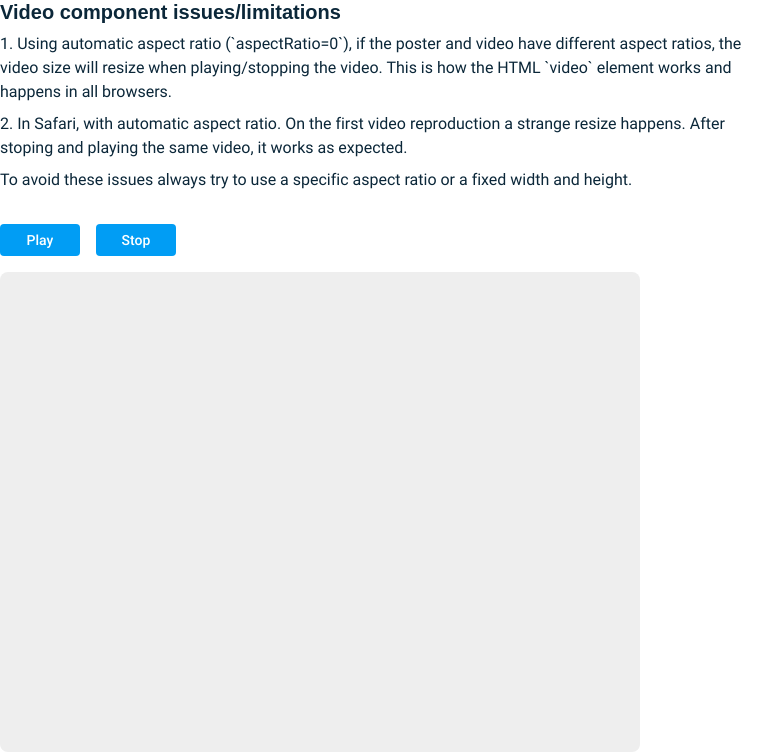 Video component issues/limitations
1. Using automatic aspect ratio (`aspectRatio=0`), if the poster and video have different aspect ratios, the
video size will resize when playing/stopping the video. This is how the HTML `video` element works and
happens in all browsers.
2. In Safari, with automatic aspect ratio. On the first video reproduction a strange resize happens. After
stoping and playing the same video, it works as expected.
To avoid these issues always try to use a specific aspect ratio or a fixed width and height.
Play Stop